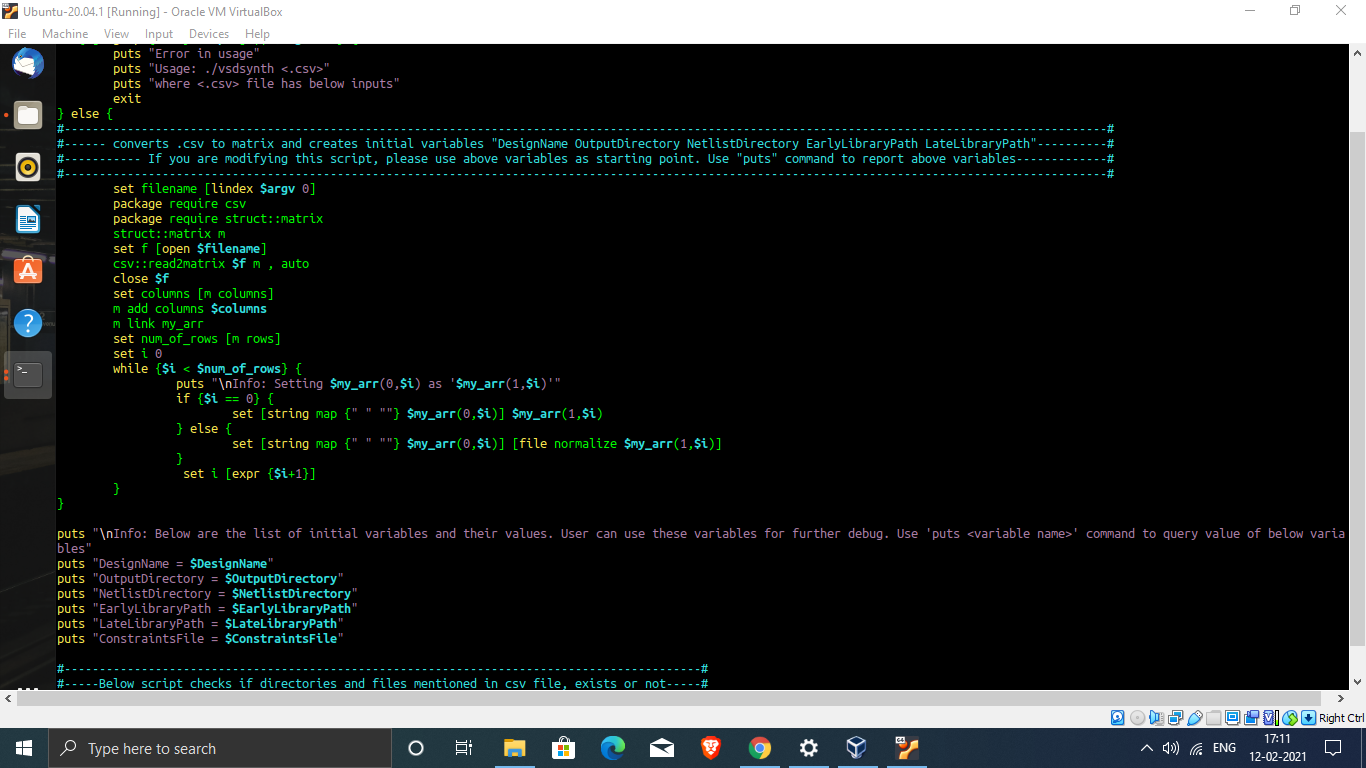 Ubuntu-20.04.1 [Running] - Oracle VM VirtualBox
File Machine View Input Devices Help
puts "Error in usage"
puts "Usage: ./vsdsynth <.csv>"
puts "where <.csv> file has below inputs"
exit
} else {
#-----------------------------------------------------------------------------------------------------------------------------------------------------#
#------ converts .csv to matrix and creates initial variables "DesignName OutputDirectory NetlistDirectory EarlyLibraryPath LateLibraryPath"----------#
#----------- If you are modifying this script, please use above variables as starting point. Use "puts" command to report above variables-------------#
#-----------------------------------------------------------------------------------------------------------------------------------------------------#
set filename [lindex $argv 0]
package require csv
package require struct::matrix
struct::matrix m
set f [open $filename]
csv::read2matrix $f m , auto
close $f
set columns [m columns]
m add columns $columns
m link my_arr
set num_of_rows [m rows]
set i 0
while {$i < $num_of_rows} {
puts "\nInfo: Setting $my_arr(0,$i) as '$my_arr(1,$i)'"
if {$i == 0} {
set [string map {" " ""} $my_arr(0,$i)] $my_arr(1,$i)
} else {
set [string map {" " ""} $my_arr(0,$i)] [file normalize $my_arr(1,$i)]
}
set i [expr {$i+1}]
}
}
puts "\nInfo: Below are the list of initial variables and their values. User can use these variables for further debug. Use 'puts <variable name>' command to query value of below varia
bles"
puts "DesignName = $DesignName"
puts "OutputDirectory = $OutputDirectory"
puts "NetlistDirectory = $NetlistDirectory"
puts "EarlyLibraryPath = $EarlyLibraryPath"
puts "LateLibraryPath = $LateLibraryPath"
puts "ConstraintsFile = $ConstraintsFile"
#-------------------------------------------------------------------------------------------#
#-----Below script checks if directories and files mentioned in csv file, exists or not-----#
Right Ctrl
Type here to search
ENG
17:11
12-02-2021